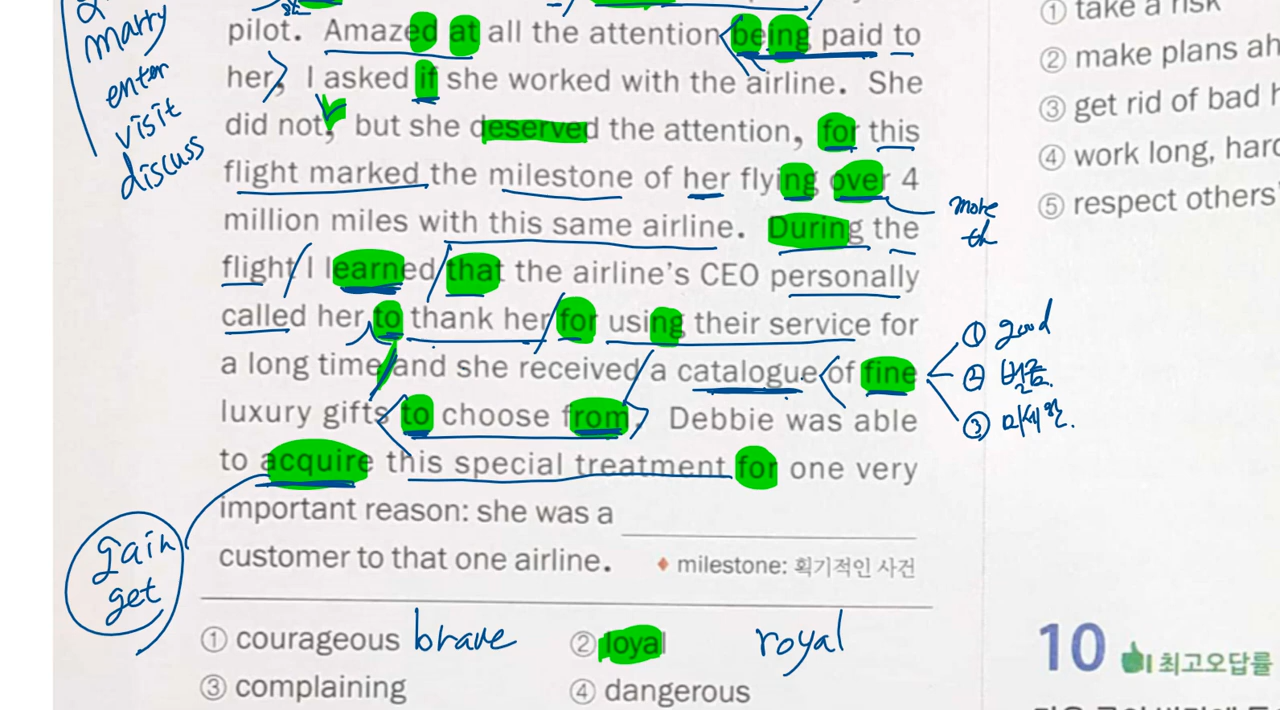 marry
enter
visit
discuss
pilot. Amazed at all the attention being paid to
her, I asked if she worked with the airline. She
did not, but she deserved the attention, for this
flight marked the milestone of her flying over 4
million miles with this same airline. During the
more
th
flight I learned that the airline's CEO personally
called her to thank her for using their service for
a long time and she received a catalogue of fine
① good
② 벌금.
③ 미세한.
luxury gifts to choose from. Debbie was able
to acquire this special treatment for one very
important reason: she was a
customer to that one airline.
◆ milestone: 획기적인 사건
gain
get
① courageous brave ② loyal royal
③ complaining ④ dangerous
① take a risk
② make plans ah
③ get rid of bad h
④ work long, hard
⑤ respect others'
10 최고오답률